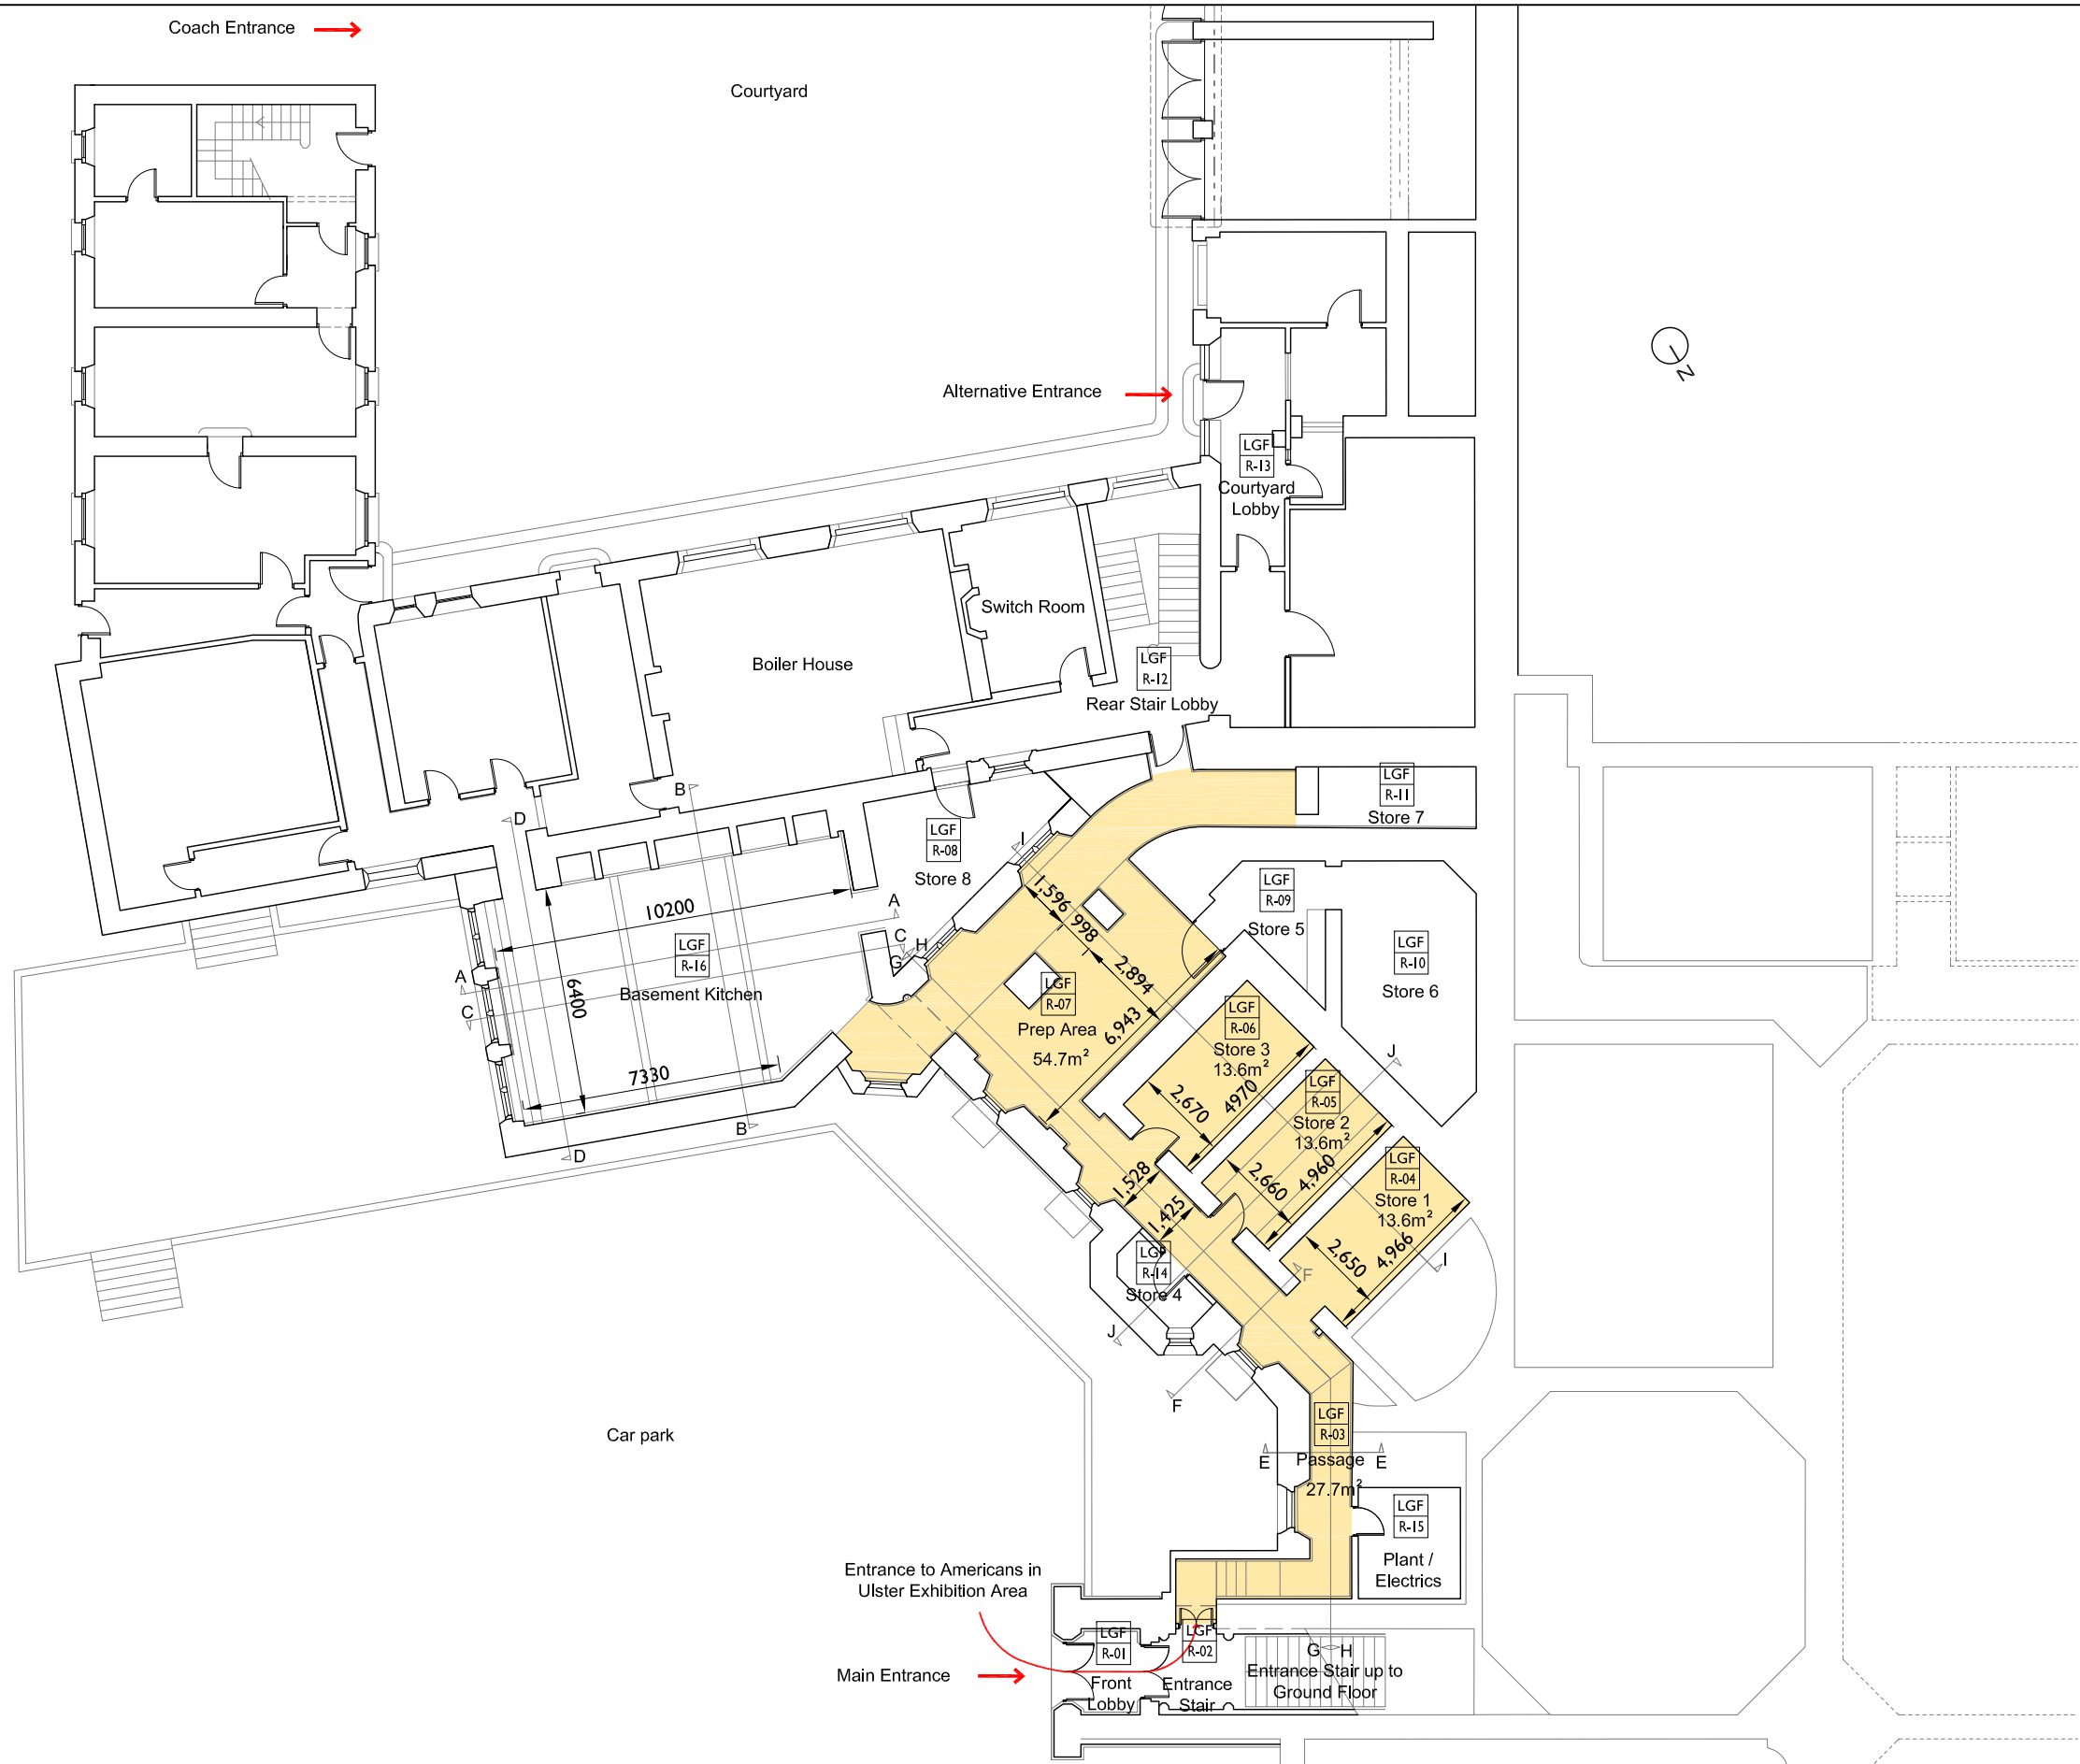 Coach Entrance
Courtyard
N
Alternative Entrance
LGF
R-13
Courtyard
Lobby
Switch Room
Boiler House
LGF
R-12
Rear Stair Lobby
LGF
R-11
Store 7
B
D
I
LGF
R-08
Store 8
LGF
R-09
Store 5
LGF
R-10
Store 6
10200
A
C
H
G
1,596
998
2,894
6,943
LGF
R-16
Basement Kitchen
6400
7330
A
C
B
D
LGF
R-07
Prep Area
54.7m²
LGF
R-06
Store 3
13.6m²
2,670
4970
J
LGF
R-05
Store 2
13.6m²
2,660
4,960
LGF
R-04
Store 1
13.6m²
2,650
4,966
I
1,528
1,425
LGF
R-14
Store 4
F
J
F
LGF
R-03
E
Passage
E
27.7m²
Car park
LGF
R-15
Plant /
Electrics
Entrance to Americans in
Ulster Exhibition Area
LGF
R-01
Front
Lobby
LGF
R-02
Entrance
Stair
G
H
Entrance Stair up to
Ground Floor
Main Entrance